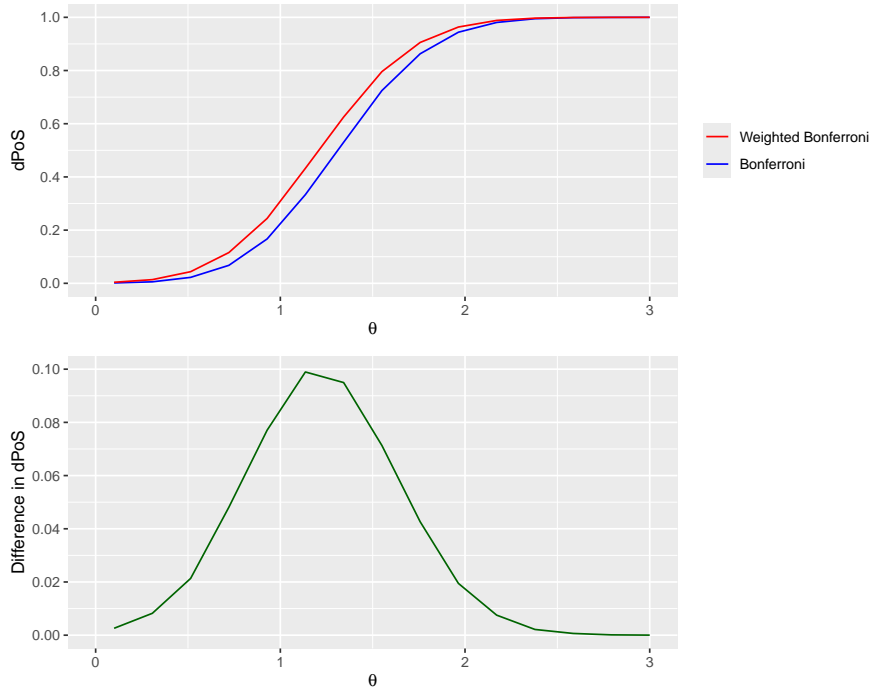 1.0
0.8
0.6
0.4
0.2
0.0
dPoS
0 1 2 3
θ
Weighted Bonferroni
Bonferroni
0.10
0.08
0.06
0.04
0.02
0.00
Difference in dPoS
0 1 2 3
θ